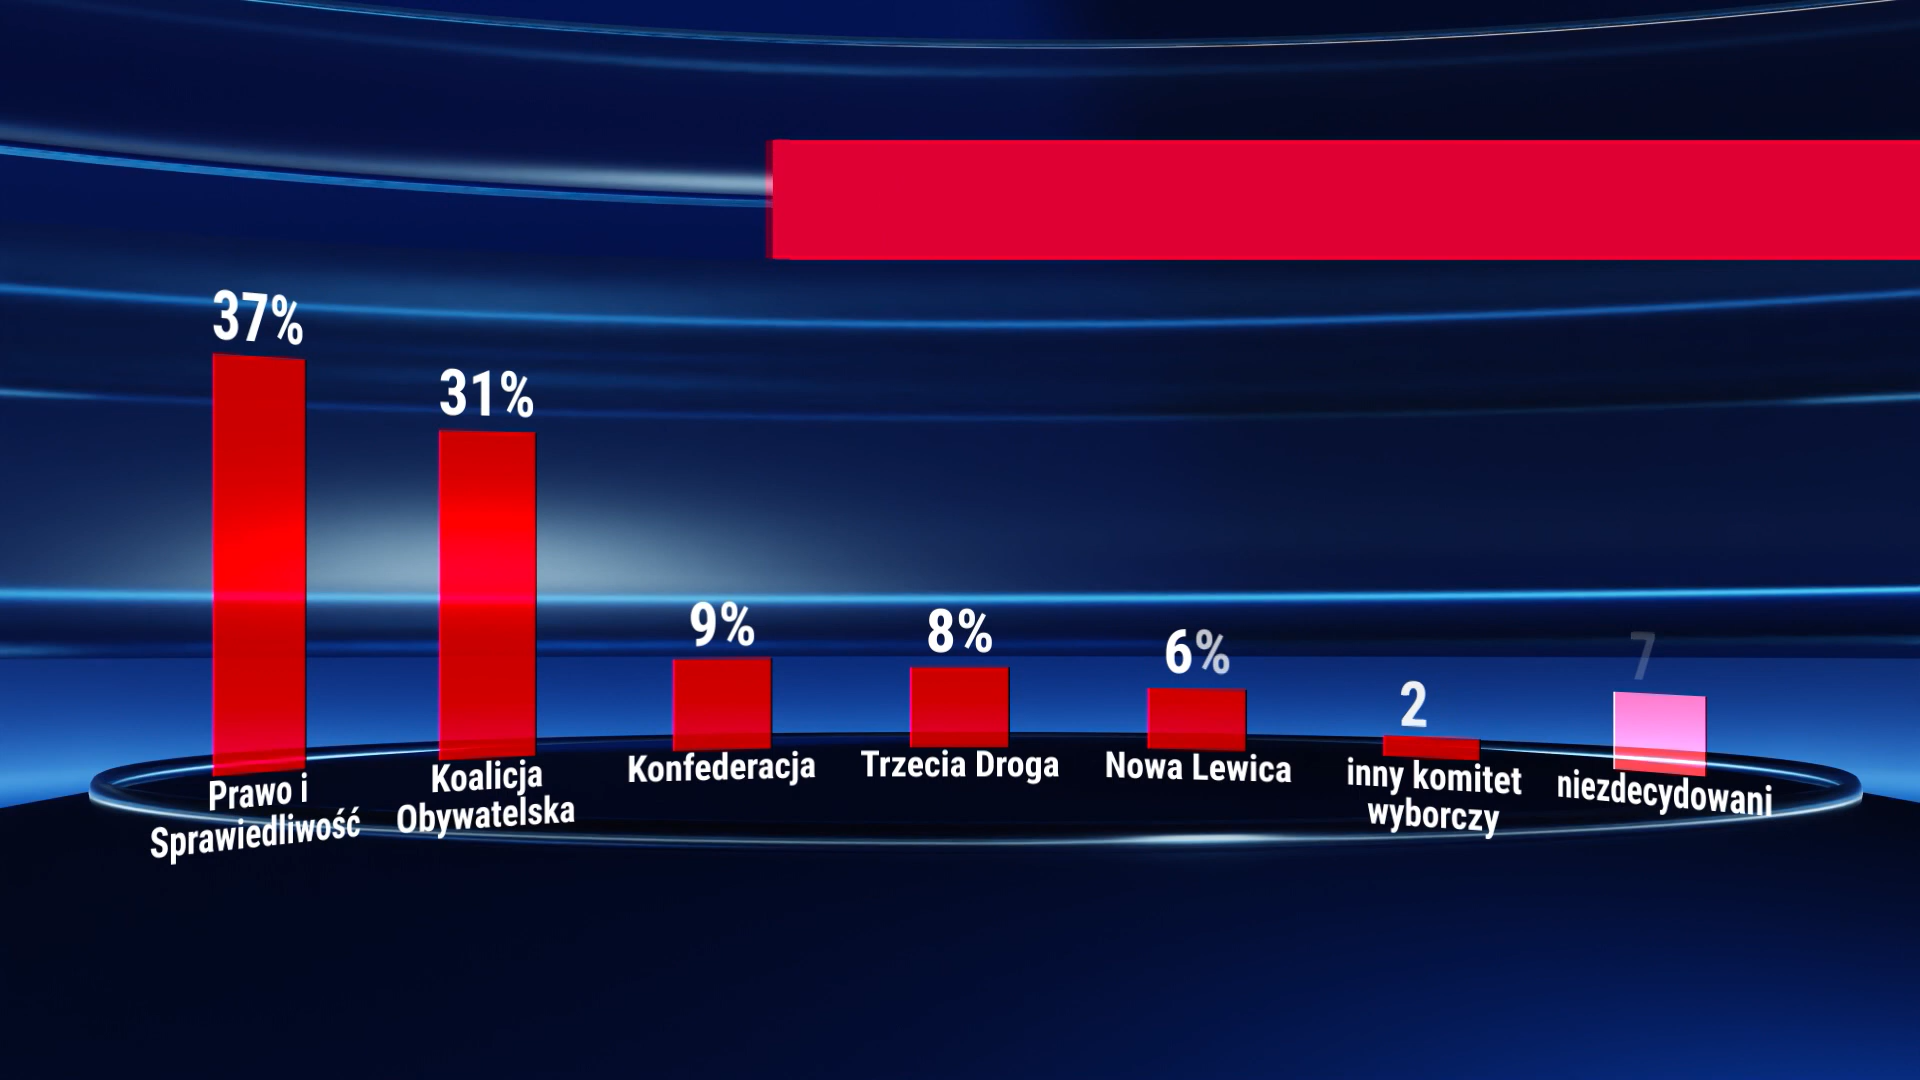 37%
31%
9%
8%
6%
2
7
Prawo i
Sprawiedliwość
Koalicja
Obywatelska
Konfederacja
Trzecia Droga
Nowa Lewica
inny komitet
wyborczy
niezdecydowani